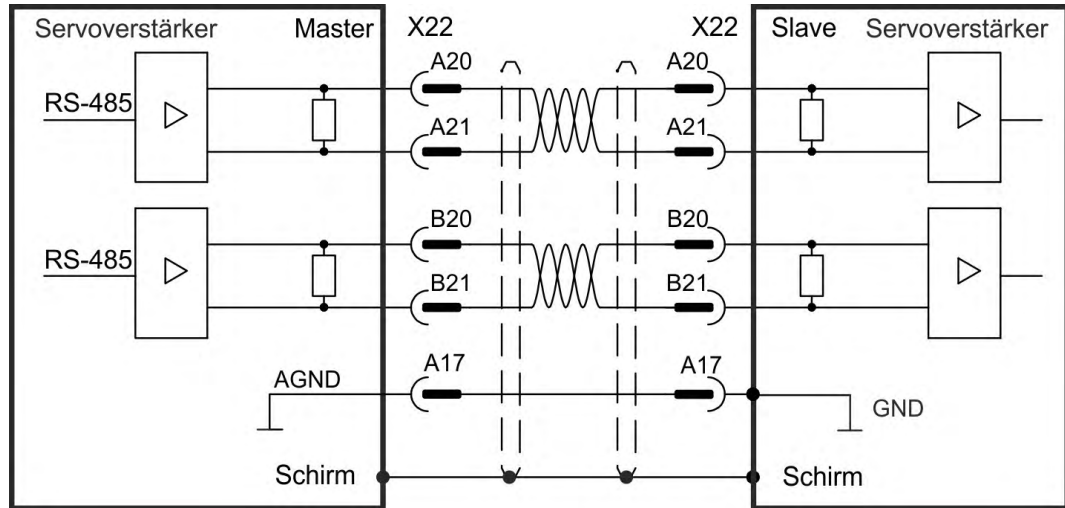 Servoverstärker Master X22 X22 Slave Servoverstärker
A20 A20
RS-485
A21 A21
B20 B20
RS-485
B21 B21
A17 A17
AGND
GND
Schirm Schirm